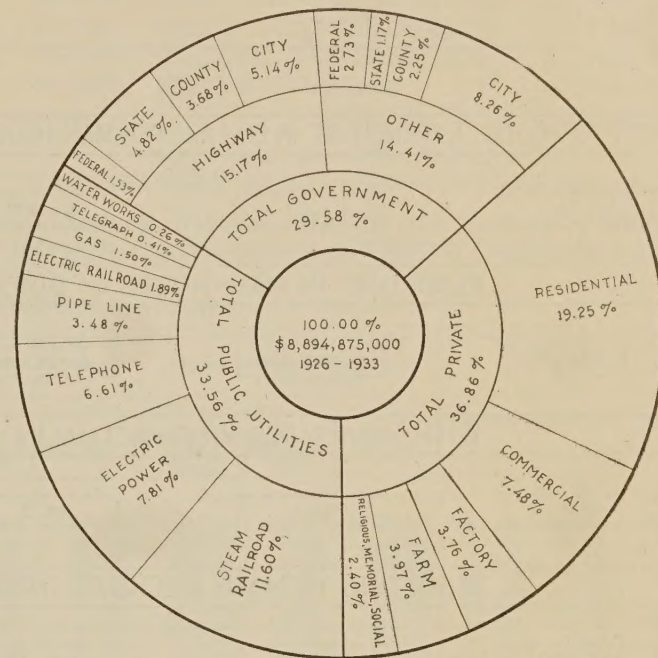 100.00 %
$8,894,875,000
1926 – 1933
TOTAL GOVERNMENT
29.58 %
HIGHWAY
15.17%
FEDERAL 1.53%
STATE
4.82 %.
COUNTY
3.68%
CITY
5.14 %
OTHER
14.41%
FEDERAL
2.73 %
STATE 1.17%
COUNTY
2.25%
CITY
8.26 %
TOTAL PRIVATE
36.86 %
RESIDENTIAL
19.25 %
COMMERCIAL
7.48%
FACTORY
3.76 %
FARM
3.97%
RELIGIOUS, MEMORIAL, SOCIAL
2.40 %
TOTAL PUBLIC UTILITIES
33.56 %
STEAM
RAILROAD
11.60%
ELECTRIC
POWER
7.81 %
TELEPHONE
6.61%
PIPE LINE
3.48 %
ELECTRIC RAILROAD 1.89%
GAS 1.50%
TELEGRAPH 0.41%
WATER WORKS 0.26%